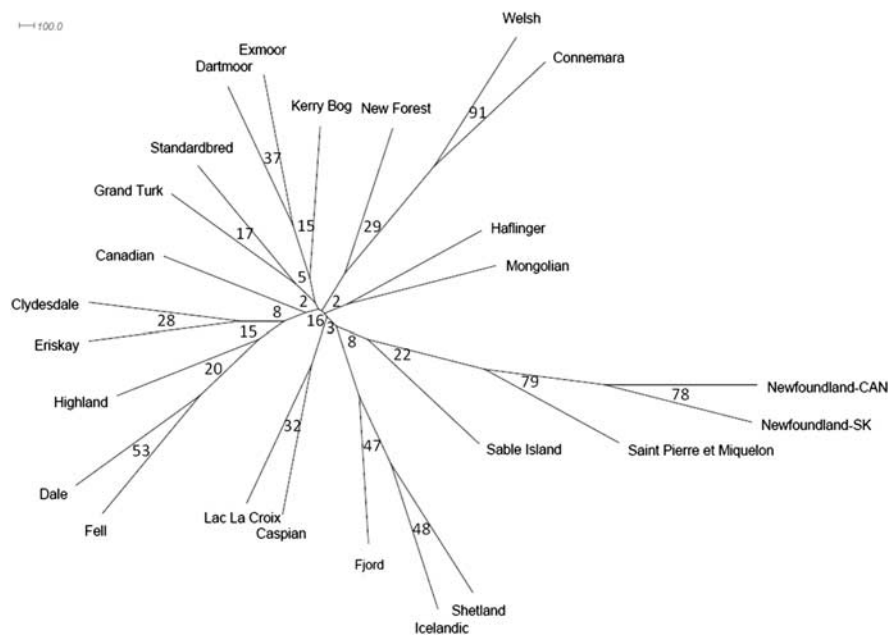 100.0
Welsh
Exmoor
Connemara
Dartmoor
Kerry Bog
New Forest
91
Standardbred
37
Grand Turk
15
29
17
Haflinger
Canadian
Mongolian
5
Clydesdale
2
2
8
28
16
3
Eriskay
15
8
22
20
79
Newfoundland-CAN
Highland
78
Newfoundland-SK
32
47
Sable Island
Saint Pierre et Miquelon
53
Dale
Lac La Croix
Fell
Caspian
48
Fjord
Shetland
Icelandic